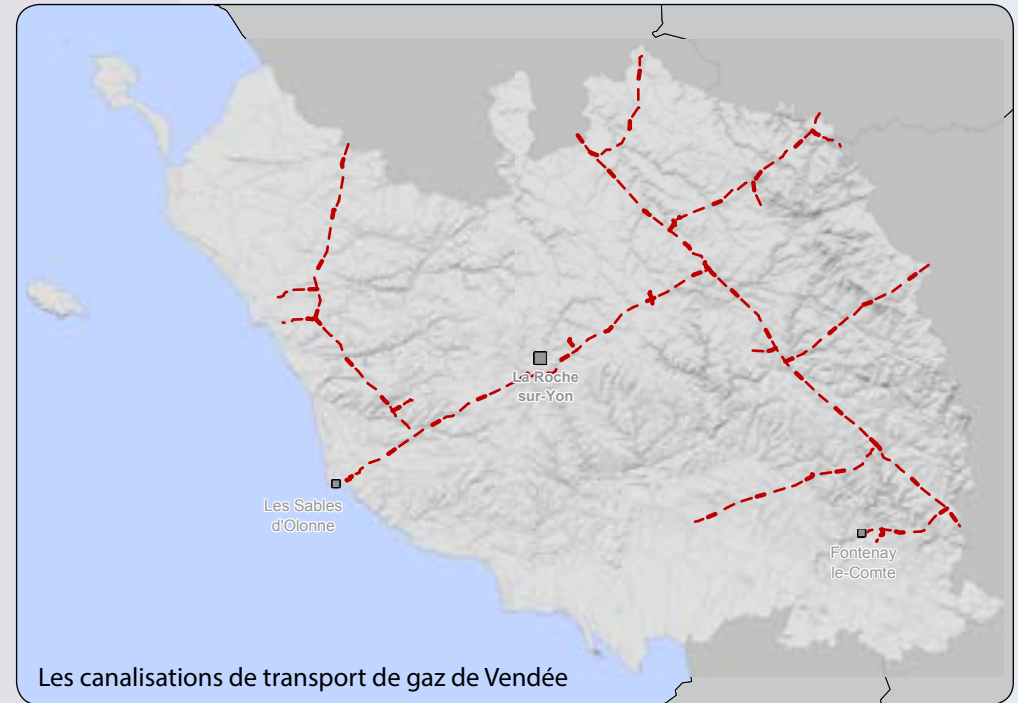 La Roche
sur-Yon
Les Sables
d'Olonne
Fontenay
le-Comte
Les canalisations de transport de gaz de Vendée